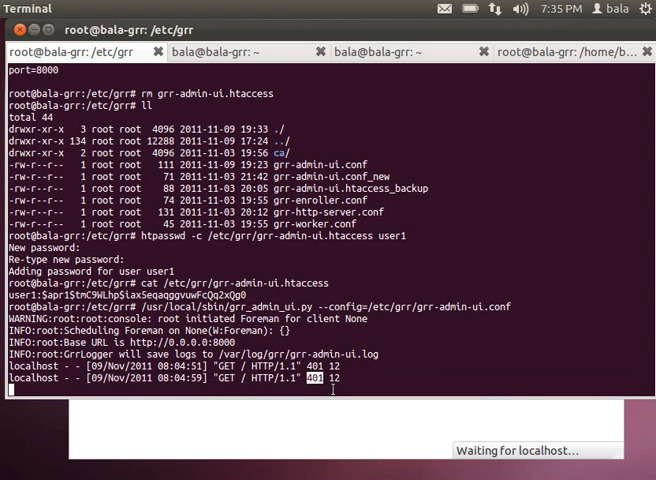 Terminal
7:35 PM
bala
root@bala-grr: /etc/grr
root@bala-grr: /etc/grr
bala@bala-grr: ~
bala@bala-grr: ~
root@bala-grr: /home/b...
port=8000
root@bala-grr:/etc/grr# rm grr-admin-ui.htaccess
root@bala-grr:/etc/grr# ll
total 44
drwxr-xr-x 3 root root 4096 2011-11-09 19:33 ./
drwxr-xr-x 134 root root 12288 2011-11-09 17:24 ../
drwxr-xr-x 2 root root 4096 2011-11-03 19:56 ca/
-rw-r--r-- 1 root root 111 2011-11-09 19:23 grr-admin-ui.conf
-rw-r--r-- 1 root root 71 2011-11-03 21:42 grr-admin-ui.conf_new
-rw-r--r-- 1 root root 88 2011-11-03 20:05 grr-admin-ui.htaccess_backup
-rw-r--r-- 1 root root 74 2011-11-03 19:55 grr-enroller.conf
-rw-r--r-- 1 root root 131 2011-11-03 20:12 grr-http-server.conf
-rw-r--r-- 1 root root 45 2011-11-03 19:55 grr-worker.conf
root@bala-grr:/etc/grr# htpasswd -c /etc/grr/grr-admin-ui.htaccess user1
New password:
Re-type new password:
Adding password for user user1
root@bala-grr:/etc/grr# cat /etc/grr/grr-admin-ui.htaccess
user1:$apr1$tmC9WLhp$iax5eqaqggvuwFcQq2xQg0
root@bala-grr:/etc/grr# /usr/local/sbin/grr_admin_ui.py --config=/etc/grr/grr-admin-ui.conf
WARNING:root:root:console: root initiated Foreman for client None
INFO:root:Scheduling Foreman on None(W:Foreman): {}
INFO:root:Base URL is http://0.0.0.0:8000
INFO:root:GrrLogger will save logs to /var/log/grr/grr-admin-ui.log
localhost - - [09/Nov/2011 08:04:51] "GET / HTTP/1.1" 401 12
localhost - - [09/Nov/2011 08:04:59] "GET / HTTP/1.1" 401 12
Waiting for localhost...